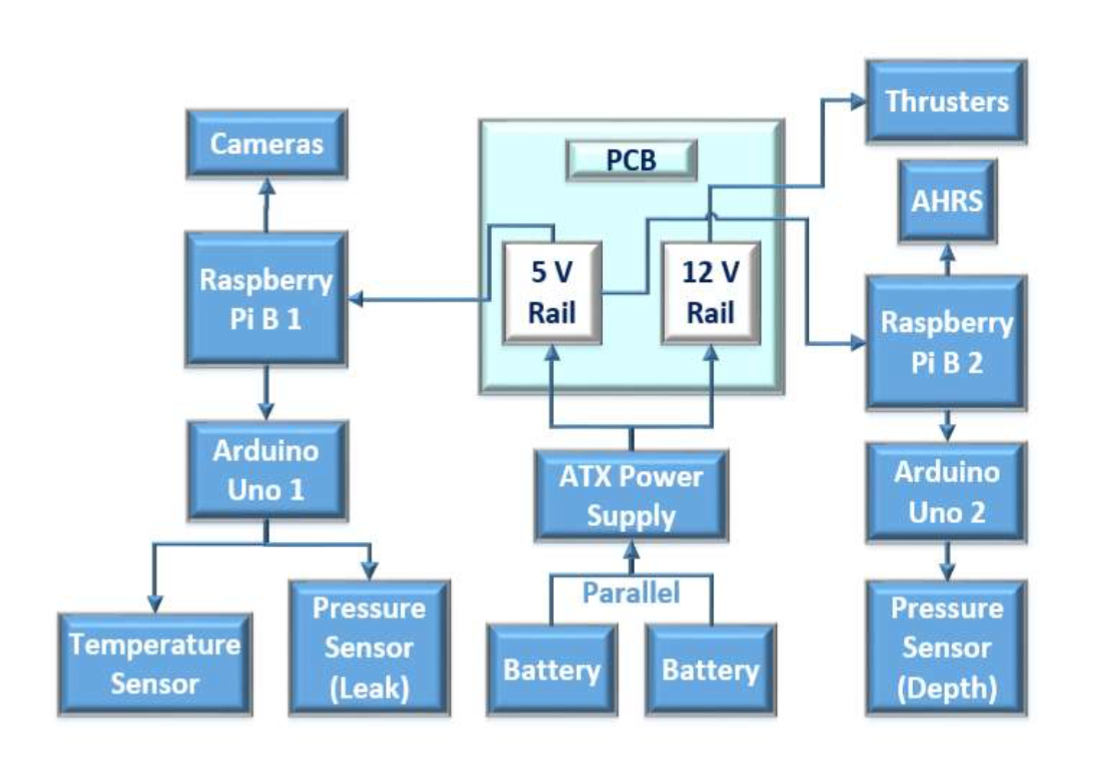 Thrusters
Cameras
PCB
AHRS
Raspberry
Pi B 1
5 V
Rail
12 V
Rail
Raspberry
Pi B 2
Arduino
Uno 1
ATX Power
Supply
Arduino
Uno 2
Parallel
Temperature
Sensor
Pressure
Sensor
(Leak)
Battery
Battery
Pressure
Sensor
(Depth)